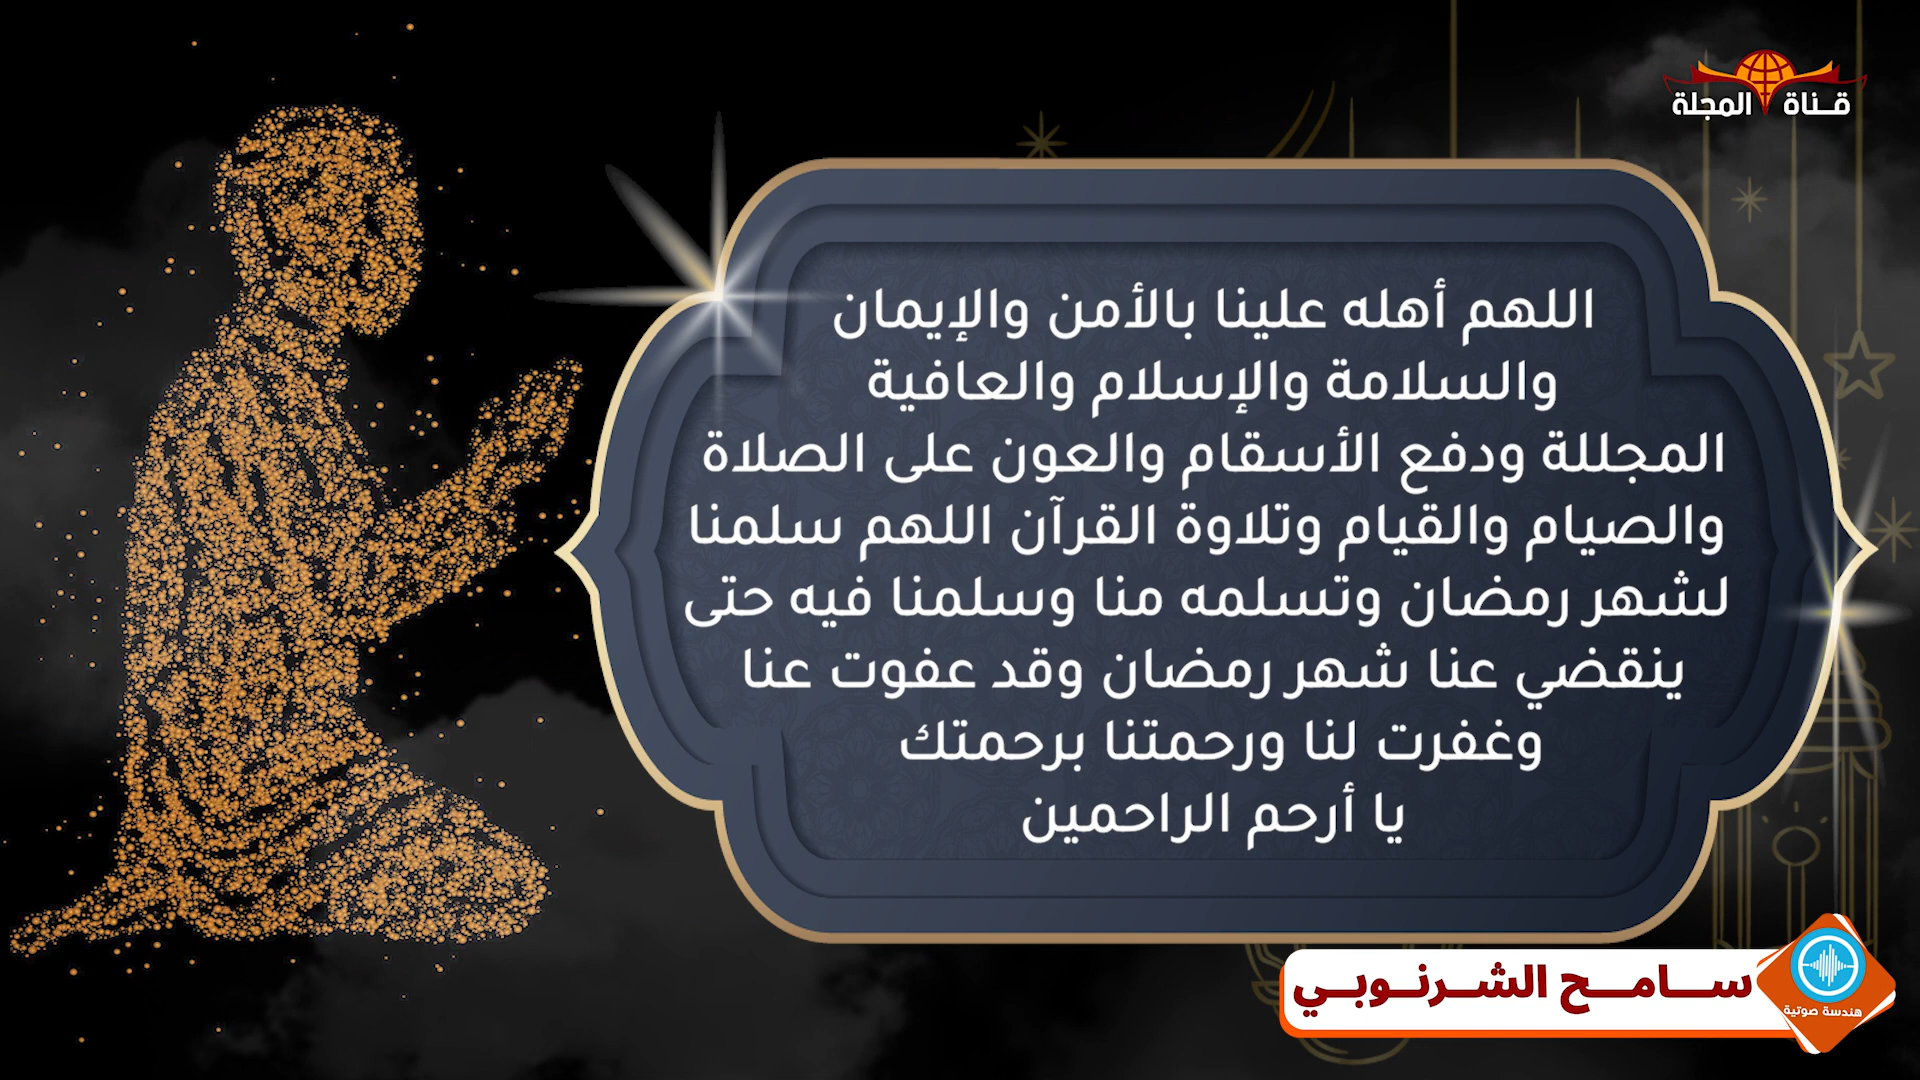 قناة المجلة
اللهم أهله علينا بالأمن والإيمان
والسلامة والإسلام والعافية
المجللة ودفع الأسقام والعون على الصلاة
والصيام والقيام وتلاوة القرآن اللهم سلمنا
لشهر رمضان وتسلمه منا وسلمنا فيه حتى
ينقضي عنا شهر رمضان وقد عفوت عنا
وغفرت لنا ورحمتنا برحمتك
يا أرحم الراحمين
سامح الشرنوبي
هندسة صوتية